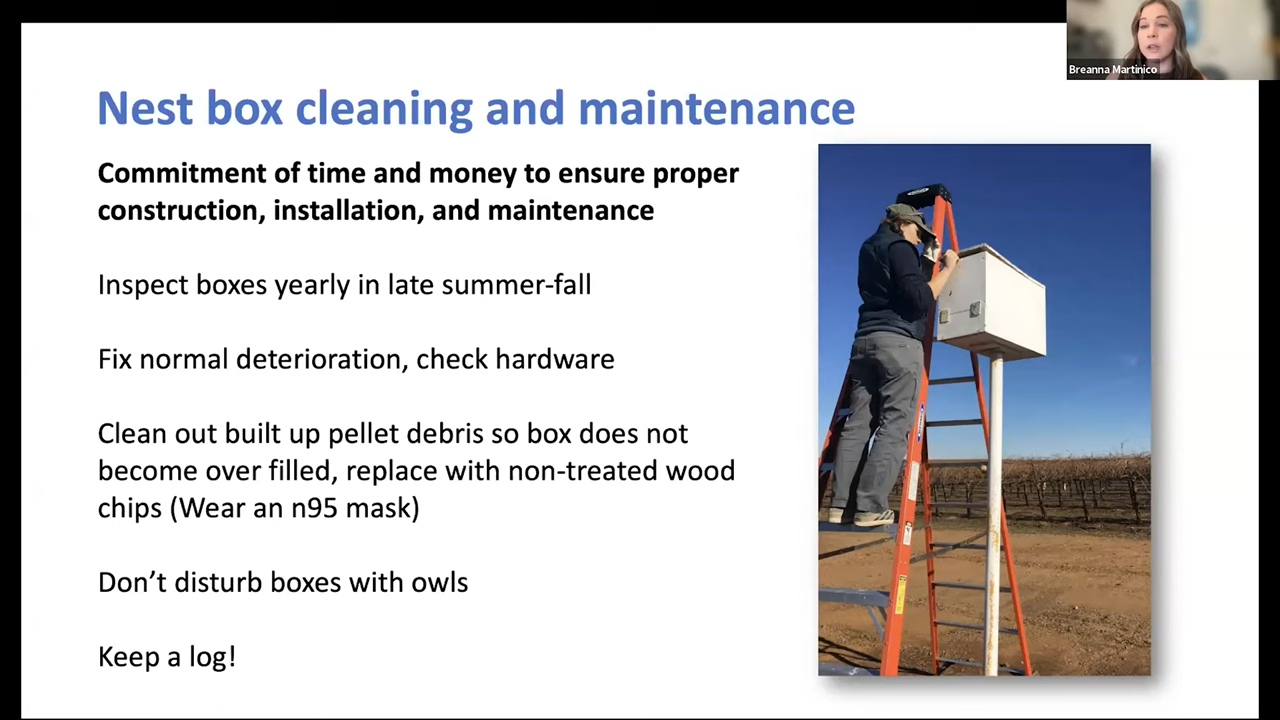 Breanna Martinico
Nest box cleaning and maintenance
Commitment of time and money to ensure proper
construction, installation, and maintenance
Inspect boxes yearly in late summer-fall
Fix normal deterioration, check hardware
Clean out built up pellet debris so box does not
become over filled, replace with non-treated wood
chips (Wear an n95 mask)
Don’t disturb boxes with owls
Keep a log!